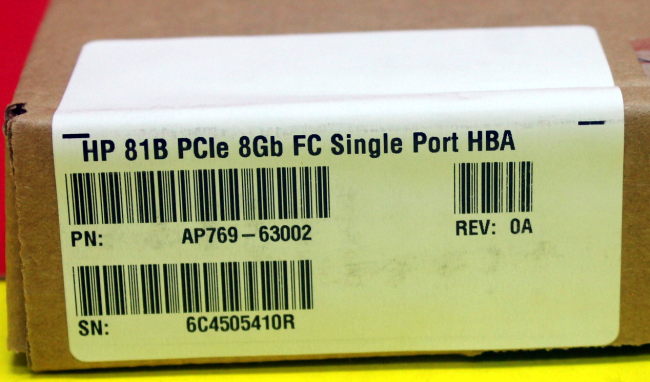 HP 81B PCIe 8Gb FC Single Port HBA
PN: AP769-63002 REV: 0A
SN: 6C4505410R